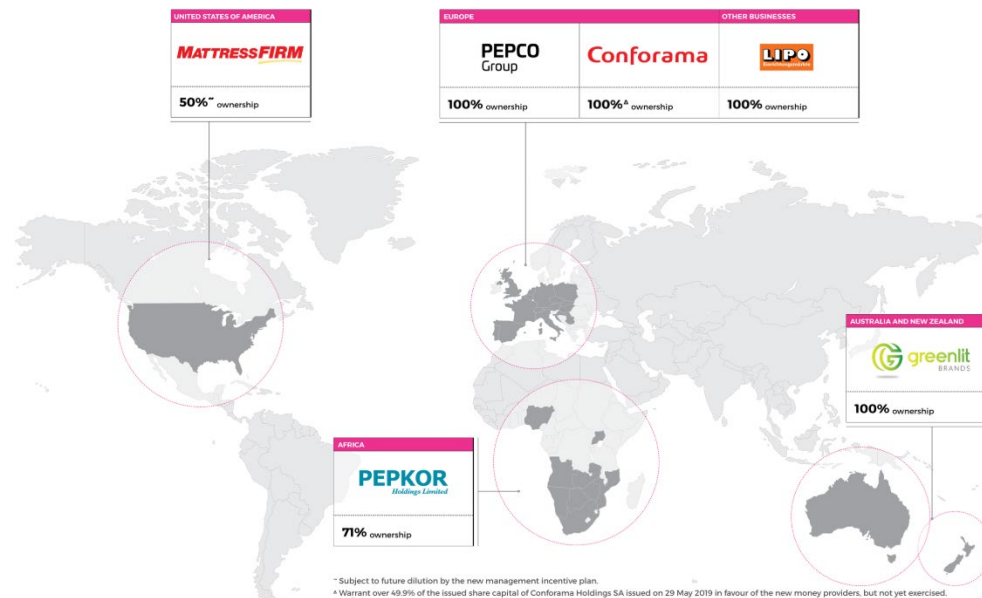 UNITED STATES OF AMERICA
MATTRESSFIRM
50%~ ownership
EUROPE
OTHER BUSINESSES
PEPCO
Group
Conforama
LIPO
Einrichtungsmärkte
100% ownership
100%Δ ownership
100% ownership
AUSTRALIA AND NEW ZEALAND
greenlit
BRANDS
100% ownership
AFRICA
PEPKOR
Holdings Limited
71% ownership
~ Subject to future dilution by the new management incentive plan.
Δ Warrant over 49.9% of the issued share capital of Conforama Holdings SA issued on 29 May 2019 in favour of the new money providers, but not yet exercised.